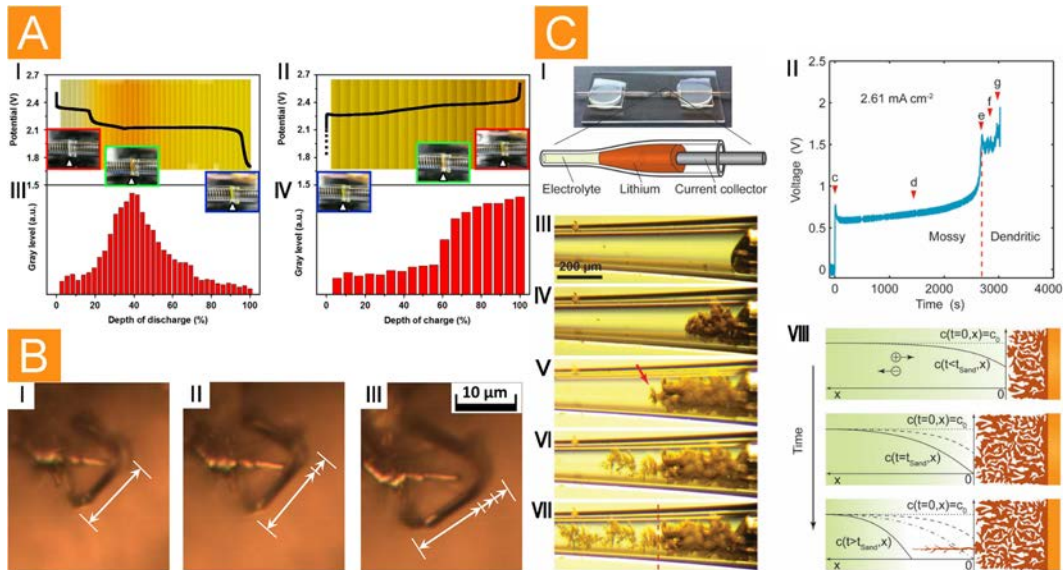 A
I
2.7
2.4
2.1
1.8
Potential (V)
II
2.7
2.4
2.1
1.8
Potential (V)
III
1.5
Gray level (a.u.)
0 20 40 60 80 100
Depth of discharge (%)
IV
1.5
Gray level (a.u.)
0 20 40 60 80 100
Depth of charge (%)
B
I
II
III
10 µm
C
I
Electrolyte
Lithium
Current collector
II
2
1.5
1
0.5
0
Voltage (V)
2.61 mA cm⁻²
c
d
e
f
g
Mossy
Dendritic
0 1000 2000 3000 4000
Time (s)
III
200 µm
IV
V
VI
VII
VIII
Time
c(t=0,x)=c₀
c(t<t_Sand,x)
+
−
x
0
c(t=0,x)=c₀
c(t=t_Sand,x)
x
0
c(t=0,x)=c₀
c(t>t_Sand,x)
x
0